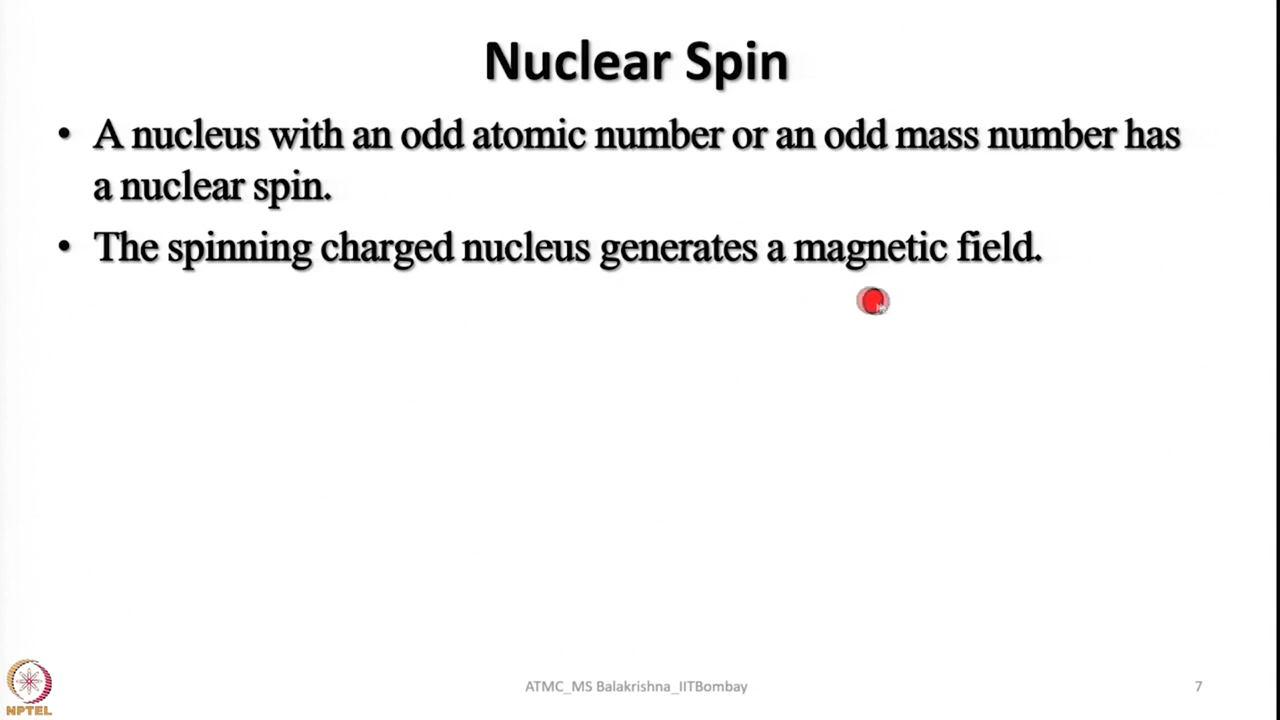 Nuclear Spin
• A nucleus with an odd atomic number or an odd mass number has
a nuclear spin.
• The spinning charged nucleus generates a magnetic field.
NPTEL
ATMC_MS Balakrishna_IITBombay
7